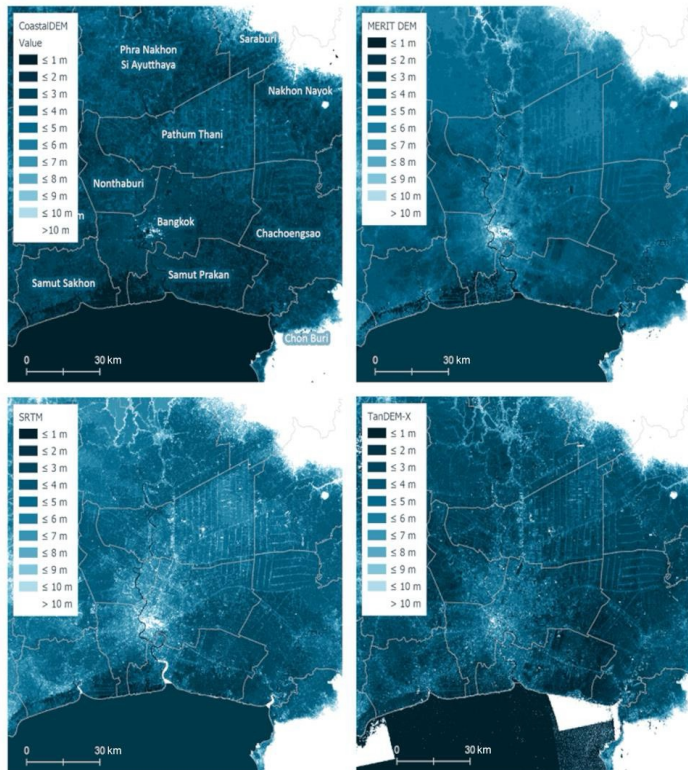 CoastalDEM
Value
≤ 1 m
≤ 2 m
≤ 3 m
≤ 4 m
≤ 5 m
≤ 6 m
≤ 7 m
≤ 8 m
≤ 9 m
≤ 10 m
>10 m
Saraburi
Phra Nakhon
Si Ayutthaya
Nakhon Nayok
Pathum Thani
Nonthaburi
m
Bangkok
Chachoengsao
Samut Sakhon
Samut Prakan
Chon Buri
0 30 km
MERIT DEM
≤ 1 m
≤ 2 m
≤ 3 m
≤ 4 m
≤ 5 m
≤ 6 m
≤ 7 m
≤ 8 m
≤ 9 m
≤ 10 m
> 10 m
0 30 km
SRTM
≤ 1 m
≤ 2 m
≤ 3 m
≤ 4 m
≤ 5 m
≤ 6 m
≤ 7 m
≤ 8 m
≤ 9 m
≤ 10 m
> 10 m
0 30 km
TanDEM-X
≤ 1 m
≤ 2 m
≤ 3 m
≤ 4 m
≤ 5 m
≤ 6 m
≤ 7 m
≤ 8 m
≤ 9 m
≤ 10 m
> 10 m
0 30 km